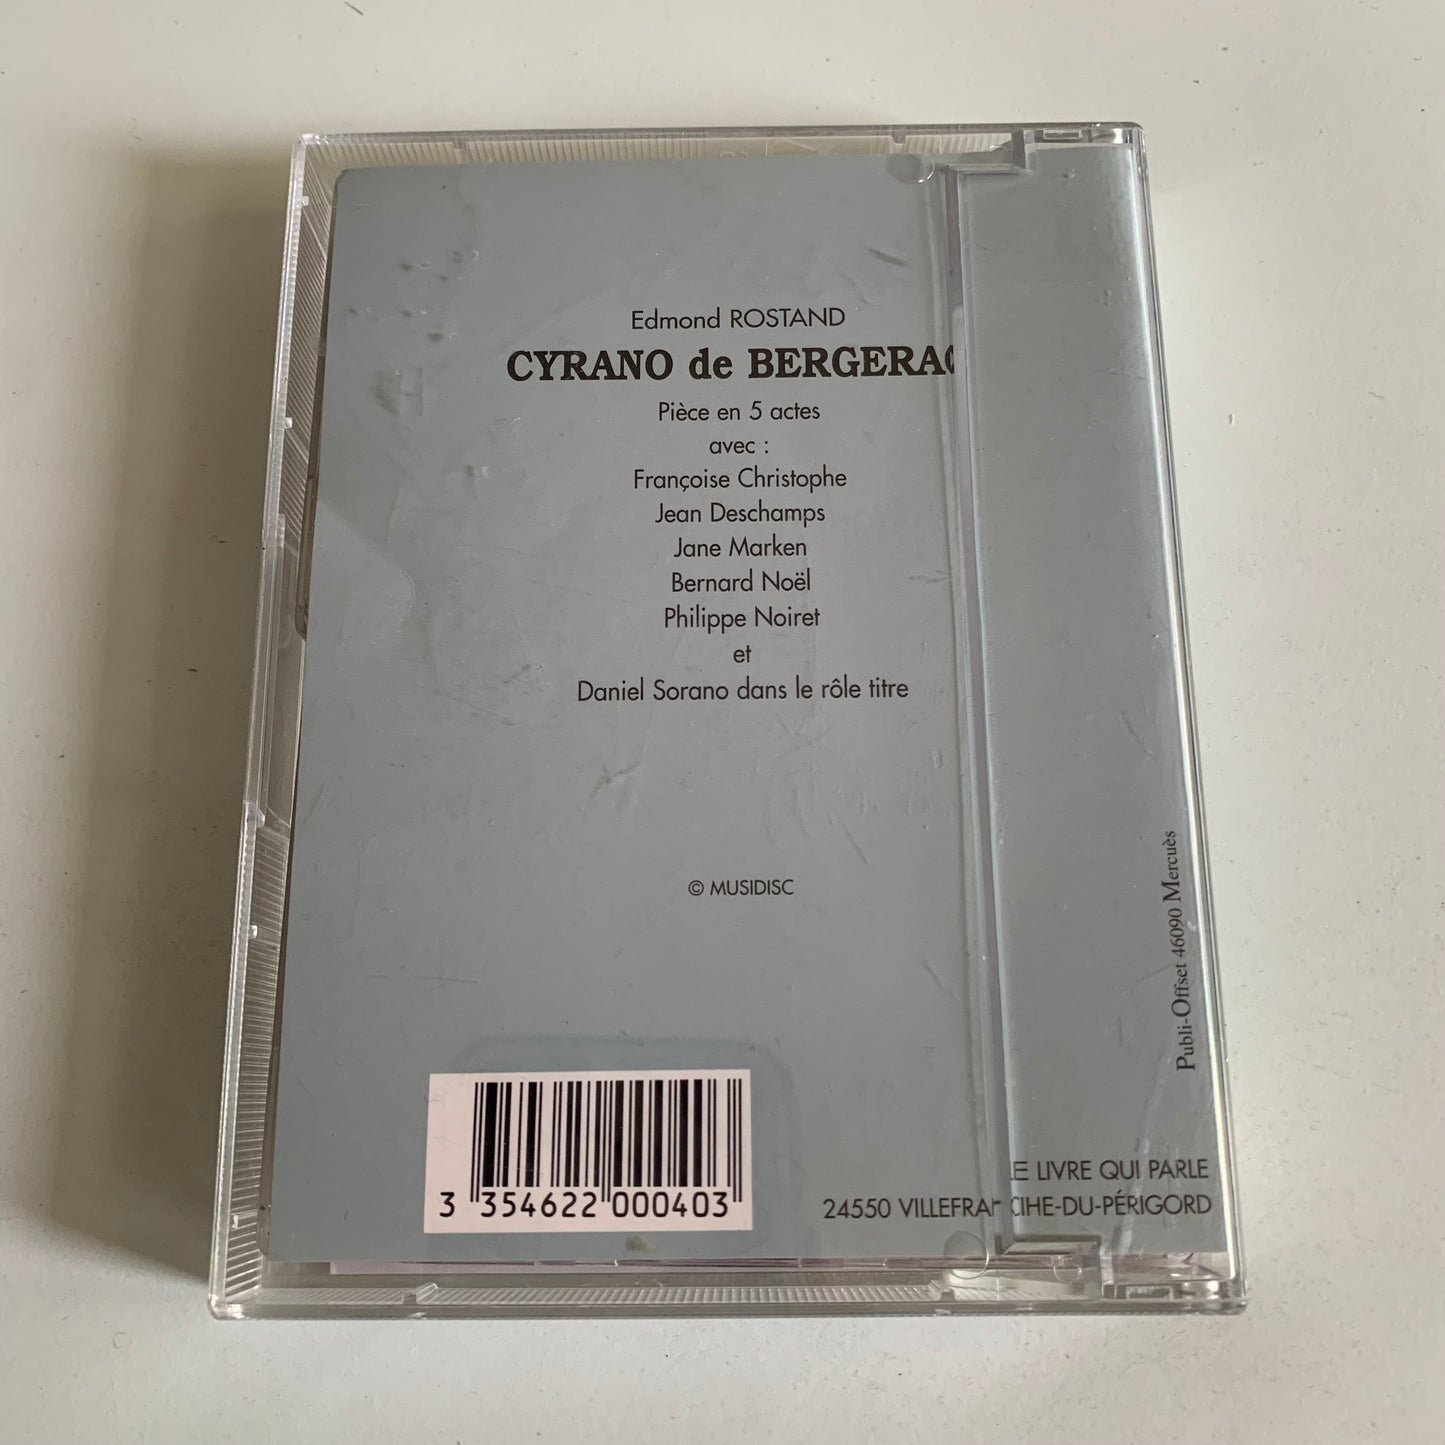 Edmond ROSTAND
CYRANO de BERGERAC
Pièce en 5 actes
avec :
Françoise Christophe
Jean Deschamps
Jane Marken
Bernard Noël
Philippe Noiret
et
Daniel Sorano dans le rôle titre
© MUSIDISC
Publi-Offset 46090 Mercuès
3 354622 000403
LE LIVRE QUI PARLE
24550 VILLEFRANCHE-DU-PÉRIGORD